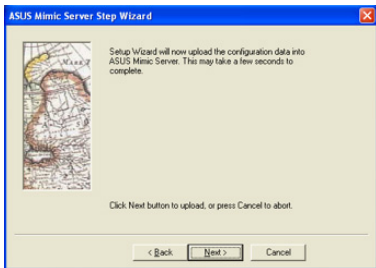 ASUS Mimic Server Step Wizard
Setup Wizard will now upload the configuration data into
ASUS Mimic Server. This may take a few seconds to
complete.
Click Next button to upload, or press Cancel to abort.
< Back
Next >
Cancel